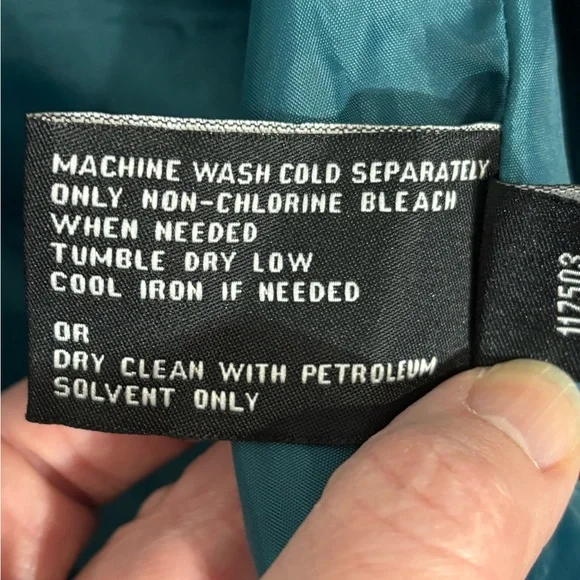 MACHINE WASH COLD SEPARATELY
ONLY NON-CHLORINE BLEACH
WHEN NEEDED
TUMBLE DRY LOW
COOL IRON IF NEEDED
OR
DRY CLEAN WITH PETROLEUM
SOLVENT ONLY
117503